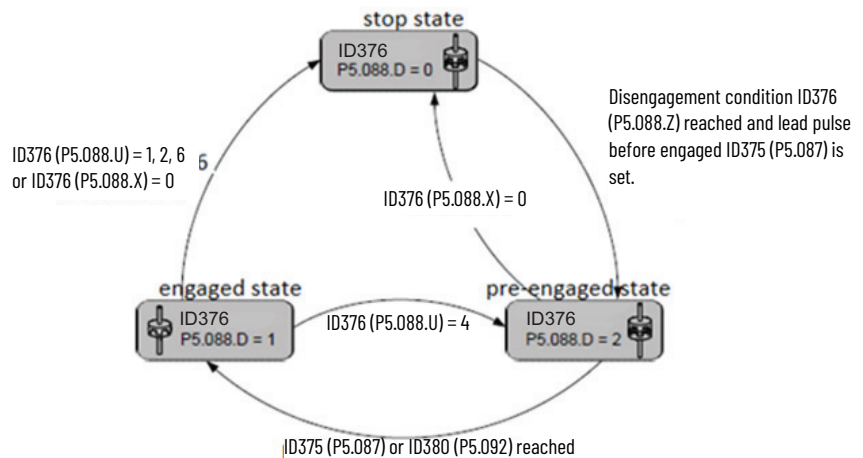 stop state
ID376
P5.088.D = 0
Disengagement condition ID376
(P5.088.Z) reached and lead pulse
before engaged ID375 (P5.087) is
set.
ID376 (P5.088.U) = 1, 2, 6
or ID376 (P5.088.X) = 0
6
ID376 (P5.088.X) = 0
engaged state
ID376
P5.088.D = 1
pre-engaged state
ID376
P5.088.D = 2
ID376 (P5.088.U) = 4
ID375 (P5.087) or ID380 (P5.092) reached